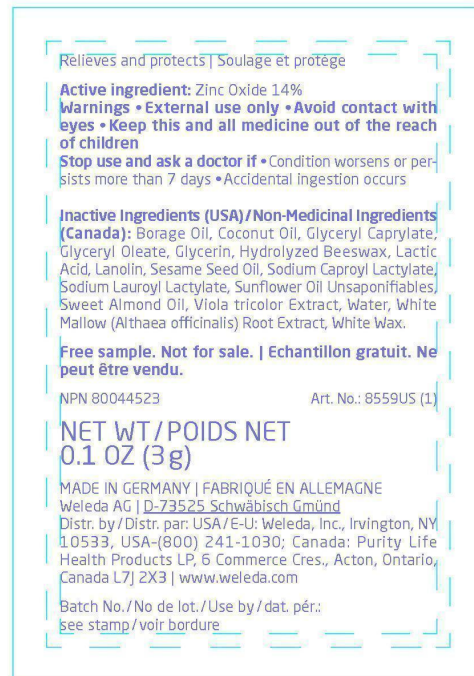 Relieves and protects | Soulage et protège
Active ingredient: Zinc Oxide 14%
Warnings • External use only • Avoid contact with
eyes • Keep this and all medicine out of the reach
of children
Stop use and ask a doctor if • Condition worsens or per-
sists more than 7 days • Accidental ingestion occurs
Inactive Ingredients (USA)/Non-Medicinal Ingredients
(Canada): Borage Oil, Coconut Oil, Glyceryl Caprylate,
Glyceryl Oleate, Glycerin, Hydrolyzed Beeswax, Lactic
Acid, Lanolin, Sesame Seed Oil, Sodium Caproyl Lactylate,
Sodium Lauroyl Lactylate, Sunflower Oil Unsaponifiables,
Sweet Almond Oil, Viola tricolor Extract, Water, White
Mallow (Althaea officinalis) Root Extract, White Wax.
Free sample. Not for sale. | Echantillon gratuit. Ne
peut être vendu.
NPN 80044523 Art. No.: 8559US (1)
NET WT/POIDS NET
0.1 OZ (3 g)
MADE IN GERMANY | FABRIQUÉ EN ALLEMAGNE
Weleda AG | D-73525 Schwäbisch Gmünd
Distr. by/Distr. par: USA/E-U: Weleda, Inc., Irvington, NY
10533, USA-(800) 241-1030; Canada: Purity Life
Health Products LP, 6 Commerce Cres., Acton, Ontario,
Canada L7J 2X3 | www.weleda.com
Batch No./No de lot./Use by/dat. pér.:
see stamp/voir bordure